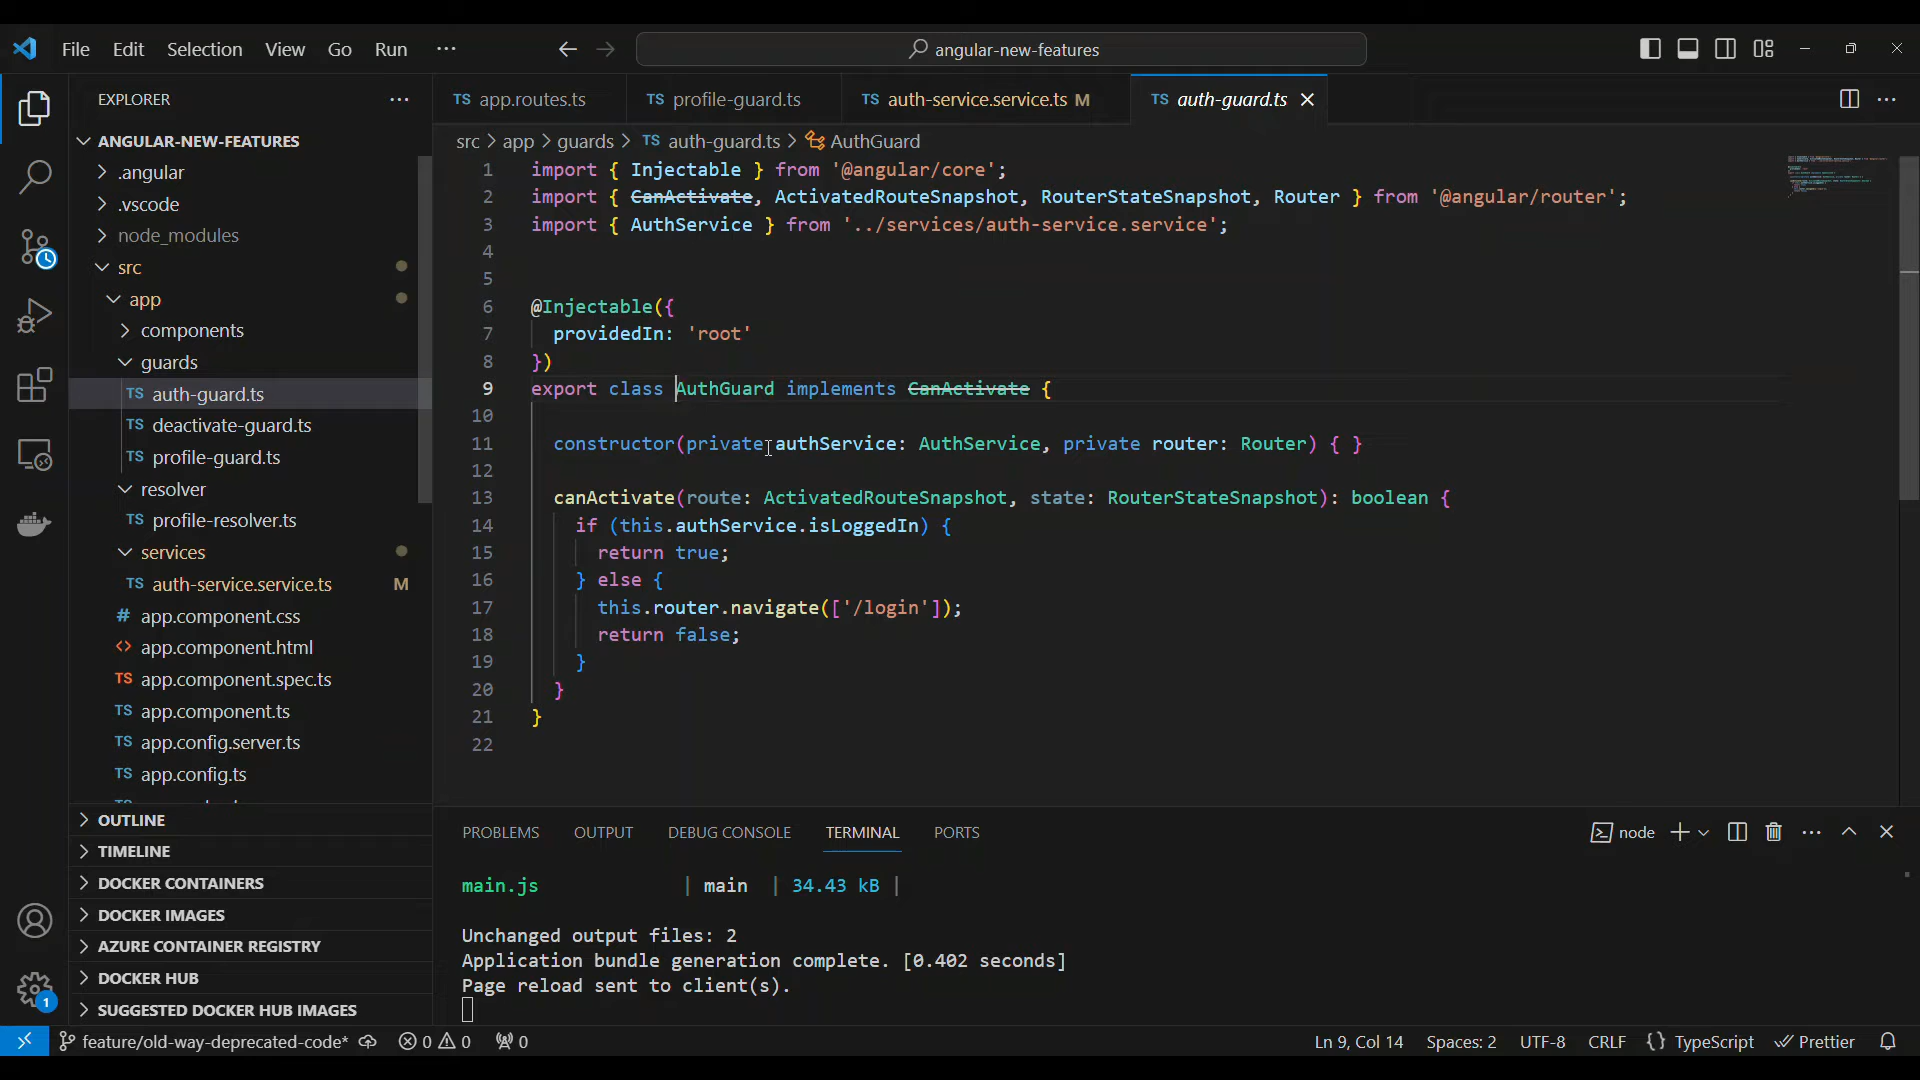 File Edit Selection View Go Run ··· angular-new-features
EXPLORER ···
ANGULAR-NEW-FEATURES
.angular
.vscode
node_modules
src
app
components
guards
TS auth-guard.ts
TS deactivate-guard.ts
TS profile-guard.ts
resolver
TS profile-resolver.ts
services
TS auth-service.service.ts M
# app.component.css
<> app.component.html
TS app.component.spec.ts
TS app.component.ts
TS app.config.server.ts
TS app.config.ts
OUTLINE
TIMELINE
DOCKER CONTAINERS
DOCKER IMAGES
AZURE CONTAINER REGISTRY
DOCKER HUB
SUGGESTED DOCKER HUB IMAGES
1
TS app.routes.ts TS profile-guard.ts TS auth-service.service.ts M TS auth-guard.ts
src > app > guards > TS auth-guard.ts > AuthGuard
1 import { Injectable } from '@angular/core';
2 import { CanActivate, ActivatedRouteSnapshot, RouterStateSnapshot, Router } from '@angular/router';
3 import { AuthService } from '../services/auth-service.service';
4
5
6 @Injectable({
7 providedIn: 'root'
8 })
9 export class AuthGuard implements CanActivate {
10
11 constructor(private authService: AuthService, private router: Router) { }
12
13 canActivate(route: ActivatedRouteSnapshot, state: RouterStateSnapshot): boolean {
14 if (this.authService.isLoggedIn) {
15 return true;
16 } else {
17 this.router.navigate(['/login']);
18 return false;
19 }
20 }
21 }
22
PROBLEMS OUTPUT DEBUG CONSOLE TERMINAL PORTS node
main.js | main | 34.43 kB |
Unchanged output files: 2
Application bundle generation complete. [0.402 seconds]
Page reload sent to client(s).
feature/old-way-deprecated-code* 0 0 0 Ln 9, Col 14 Spaces: 2 UTF-8 CRLF {} TypeScript Prettier